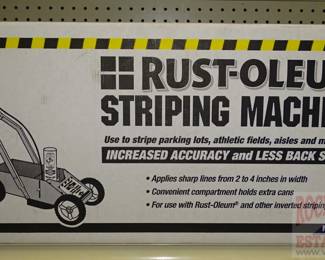 RUST-OLEU
STRIPING MACHI
Use to stripe parking lots, athletic fields, aisles and m
INCREASED ACCURACY and LESS BACK S
• Applies sharp lines from 2 to 4 inches in width
• Convenient compartment holds extra cans
• For use with Rust-Oleum® and other inverted striping